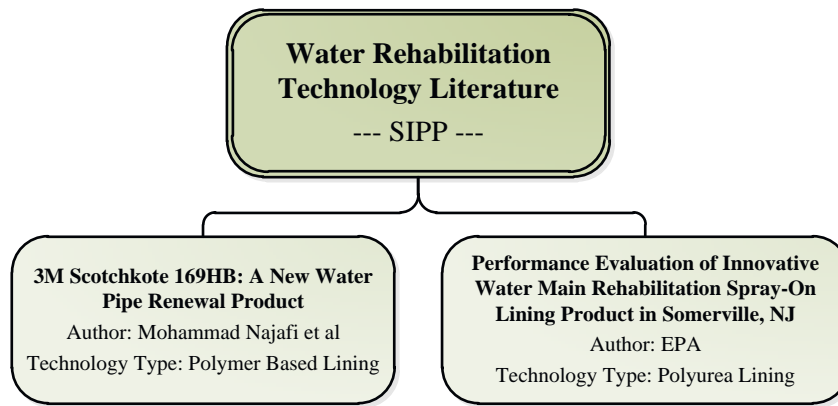 Water Rehabilitation
Technology Literature
--- SIPP ---
3M Scotchkote 169HB: A New Water
Pipe Renewal Product
Author: Mohammad Najafi et al
Technology Type: Polymer Based Lining
Performance Evaluation of Innovative
Water Main Rehabilitation Spray-On
Lining Product in Somerville, NJ
Author: EPA
Technology Type: Polyurea Lining